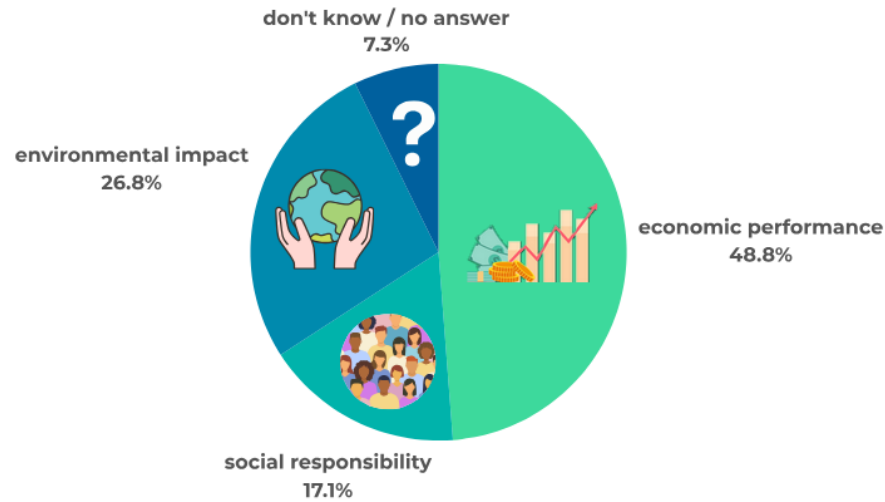 don't know / no answer
7.3%
environmental impact
26.8%
?
economic performance
48.8%
social responsibility
17.1%